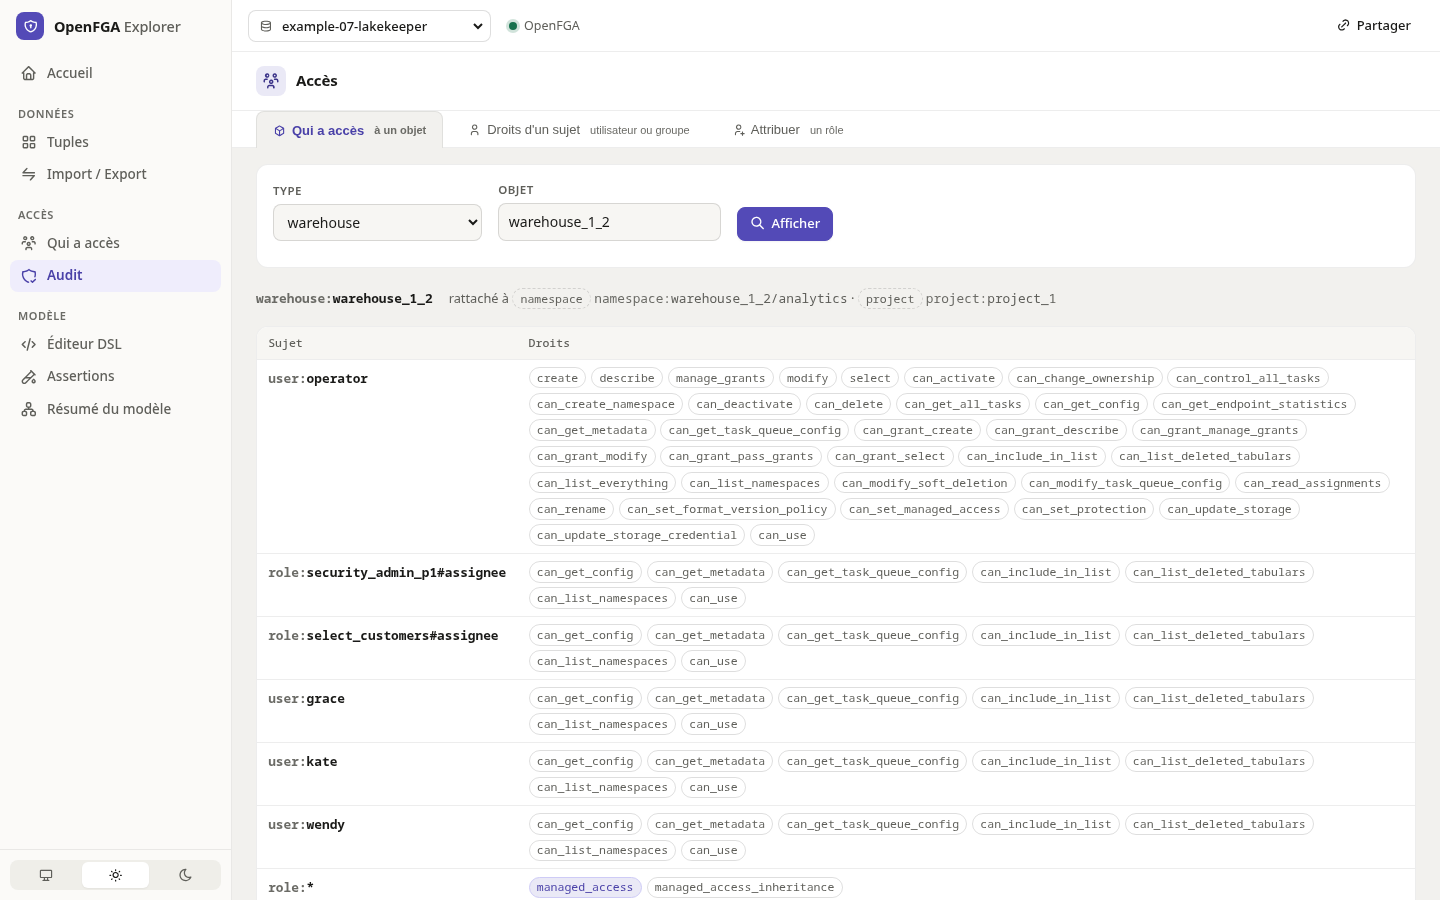 OpenFGA Explorer
Accueil
DONNÉES
Tuples
Import / Export
ACCÈS
Qui a accès
Audit
MODÈLE
Éditeur DSL
Assertions
Résumé du modèle
example-07-lakekeeper
OpenFGA
Partager
Accès
Qui a accès à un objet
Droits d'un sujet utilisateur ou groupe
Attribuer un rôle
TYPE
OBJET
warehouse
warehouse_1_2
Afficher
warehouse:warehouse_1_2 rattaché à namespace namespace:warehouse_1_2/analytics · project project:project_1
Sujet Droits
user:operator create describe manage_grants modify select can_activate can_change_ownership can_control_all_tasks
can_create_namespace can_deactivate can_delete can_get_all_tasks can_get_config can_get_endpoint_statistics
can_get_metadata can_get_task_queue_config can_grant_create can_grant_describe can_grant_manage_grants
can_grant_modify can_grant_pass_grants can_grant_select can_include_in_list can_list_deleted_tabulars
can_list_everything can_list_namespaces can_modify_soft_deletion can_modify_task_queue_config can_read_assignments
can_rename can_set_format_version_policy can_set_managed_access can_set_protection can_update_storage
can_update_storage_credential can_use
role:security_admin_p1#assignee can_get_config can_get_metadata can_get_task_queue_config can_include_in_list can_list_deleted_tabulars
can_list_namespaces can_use
role:select_customers#assignee can_get_config can_get_metadata can_get_task_queue_config can_include_in_list can_list_deleted_tabulars
can_list_namespaces can_use
user:grace can_get_config can_get_metadata can_get_task_queue_config can_include_in_list can_list_deleted_tabulars
can_list_namespaces can_use
user:kate can_get_config can_get_metadata can_get_task_queue_config can_include_in_list can_list_deleted_tabulars
can_list_namespaces can_use
user:wendy can_get_config can_get_metadata can_get_task_queue_config can_include_in_list can_list_deleted_tabulars
can_list_namespaces can_use
role:* managed_access managed_access_inheritance